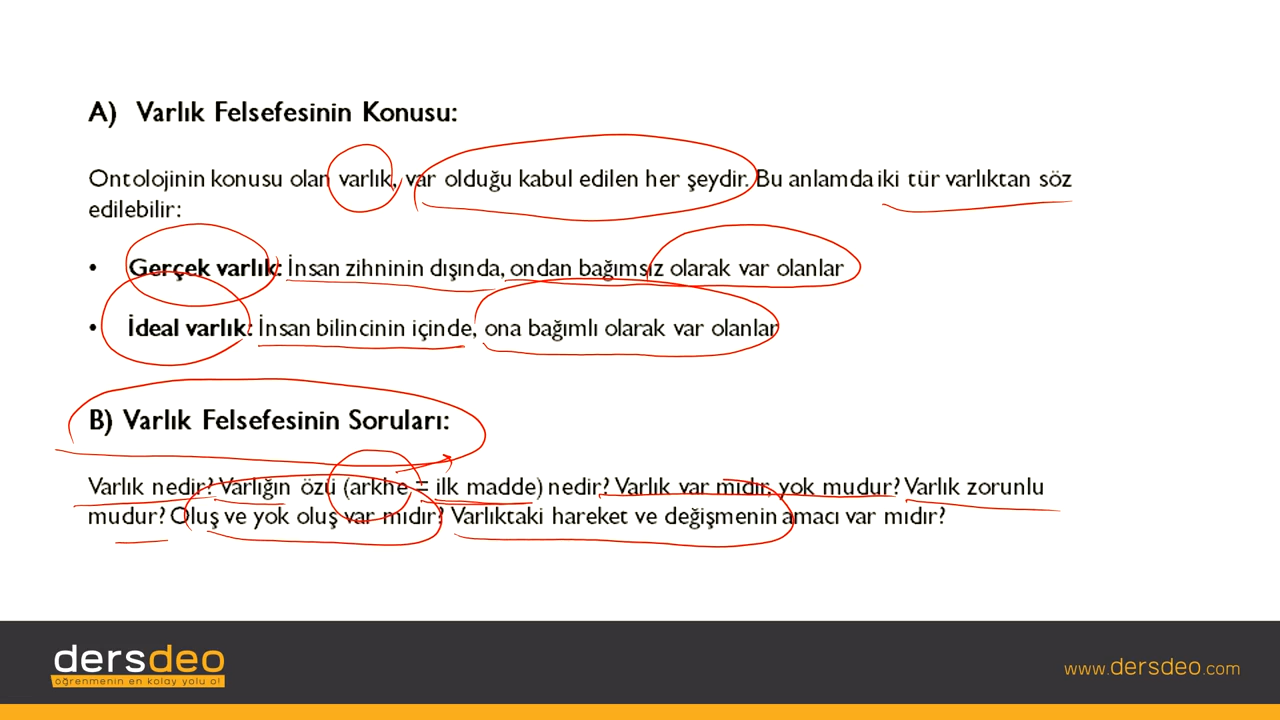 A) Varlık Felsefesinin Konusu:
Ontolojinin konusu olan varlık, var olduğu kabul edilen her şeydir. Bu anlamda iki tür varlıktan söz
edilebilir:
• Gerçek varlık: İnsan zihninin dışında, ondan bağımsız olarak var olanlar
• İdeal varlık: İnsan bilincinin içinde, ona bağımlı olarak var olanlar
B) Varlık Felsefesinin Soruları:
Varlık nedir? Varlığın özü (arkhe = ilk madde) nedir? Varlık var mıdır, yok mudur? Varlık zorunlu
mudur? Oluş ve yok oluş var mıdır? Varlıktaki hareket ve değişmenin amacı var mıdır?
dersdeo
öğrenmenin en kolay yolu o!
www.dersdeo.com